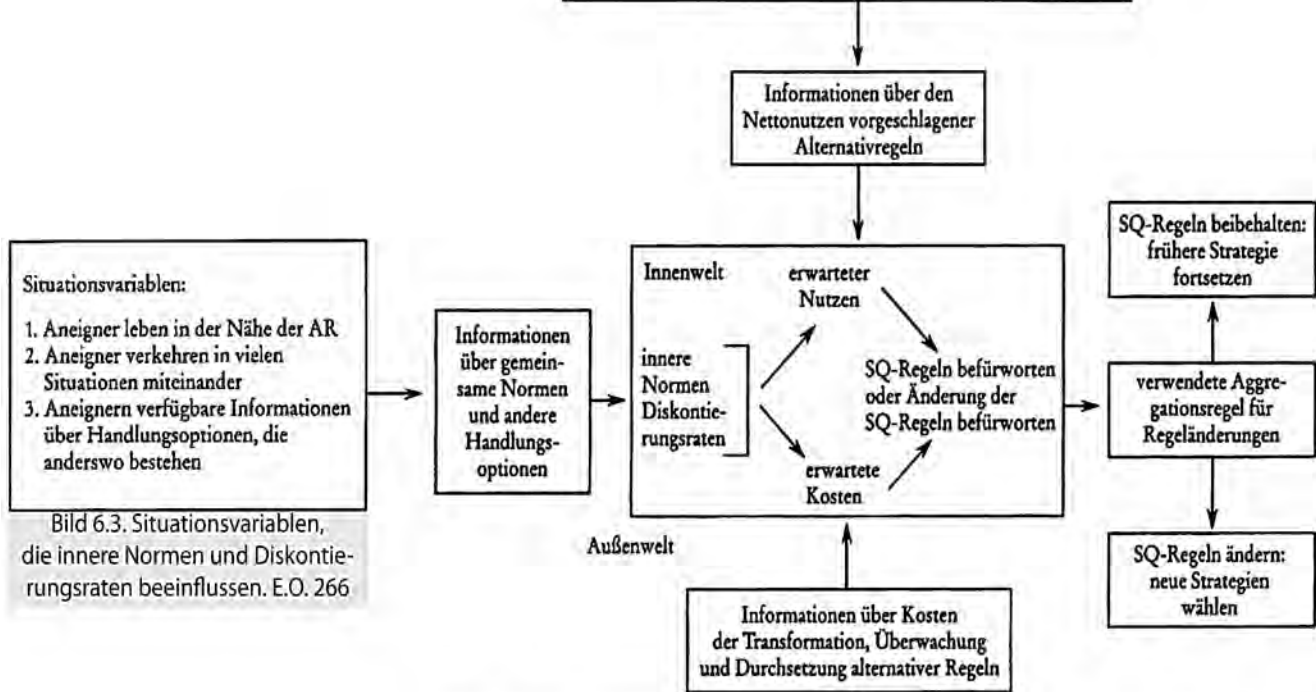 Informationen über den
Nettonutzen vorgeschlagener
Alternativregeln
Situationsvariablen:
1. Aneigner leben in der Nähe der AR
2. Aneigner verkehren in vielen
Situationen miteinander
3. Aneignern verfügbare Informationen
über Handlungsoptionen, die
anderswo bestehen
Bild 6.3. Situationsvariablen,
die innere Normen und Diskontie-
rungsraten beeinflussen. E.O. 266
Informationen
über gemein-
same Normen
und andere
Handlungs-
optionen
Innenwelt
innere
Normen
Diskontie-
rungsraten
erwarteter
Nutzen
erwartete
Kosten
SQ-Regeln befürworten
oder Änderung der
SQ-Regeln befürworten
Außenwelt
Informationen über Kosten
der Transformation, Überwachung
und Durchsetzung alternativer Regeln
SQ-Regeln beibehalten:
frühere Strategie
fortsetzen
verwendete Aggre-
gationsregel für
Regeländerungen
SQ-Regeln ändern:
neue Strategien
wählen